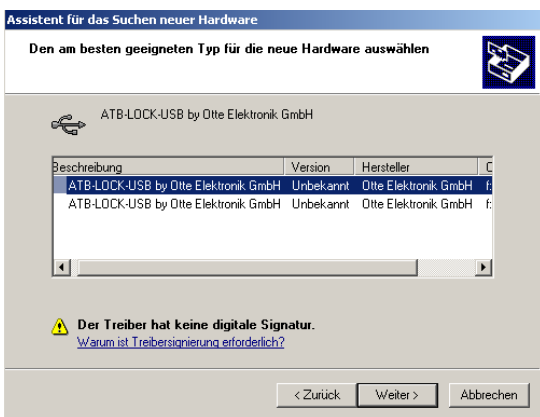 Assistent für das Suchen neuer Hardware
Den am besten geeigneten Typ für die neue Hardware auswählen
ATB-LOCK-USB by Otte Elektronik GmbH
Beschreibung Version Hersteller
ATB-LOCK-USB by Otte Elektronik GmbH Unbekannt Otte Elektronik GmbH f:
ATB-LOCK-USB by Otte Elektronik GmbH Unbekannt Otte Elektronik GmbH f:
Der Treiber hat keine digitale Signatur.
Warum ist Treibersignierung erforderlich?
< Zurück Weiter > Abbrechen